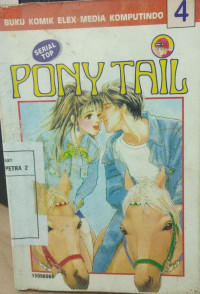 BUKU KOMIK ELEX MEDIA KOMPUTINDO
4
SERIAL
TOP
PONY TAIL
PETRA 2